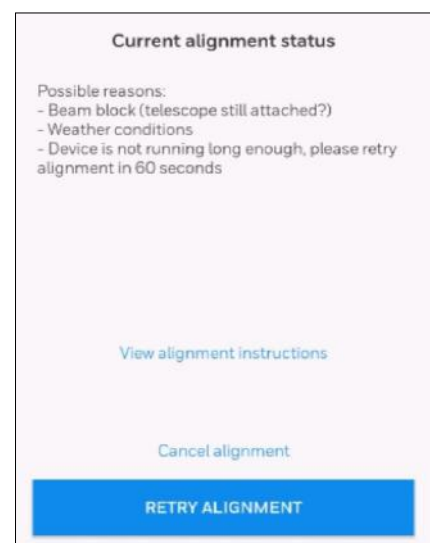 Current alignment status
Possible reasons:
- Beam block (telescope still attached?)
- Weather conditions
- Device is not running long enough, please retry
alignment in 60 seconds
View alignment instructions
Cancel alignment
RETRY ALIGNMENT